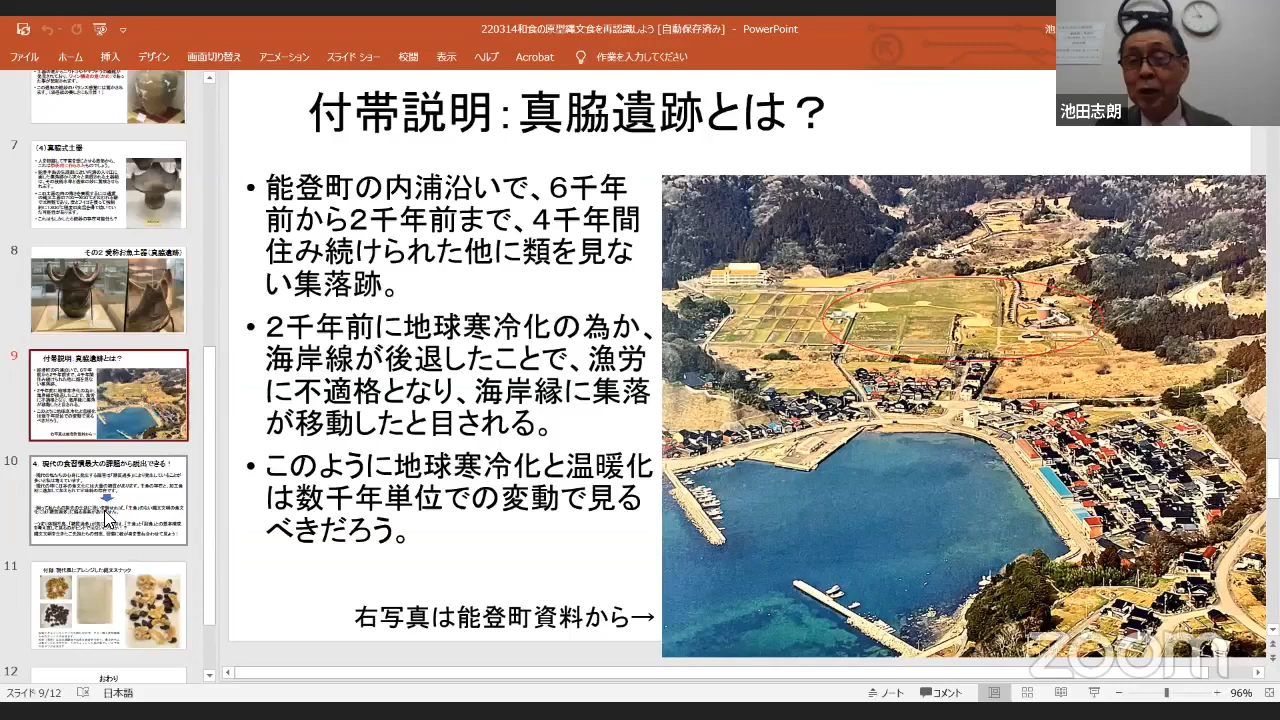 220314和食の原型縄文食を再認識しよう [自動保存済み] - PowerPoint
池
ファイル ホーム 挿入 デザイン 画面切り替え アニメーション スライド ショー 校閲 表示 ヘルプ Acrobat 作業を入力してください
池田志朗
7
(4)真脇式土器
8
その2 愛称お魚土器(真脇遺跡)
9
付帯説明:真脇遺跡とは?
10
4. 現代の食習慣最大の課題から脱出できる!
11
付録:現代風にアレンジした縄文スナック
12
おわり
付帯説明:真脇遺跡とは?
• 能登町の内浦沿いで、6千年
前から2千年前まで、4千年間
住み続けられた他に類を見な
い集落跡。
• 2千年前に地球寒冷化の為か、
海岸線が後退したことで、漁労
に不適格となり、海岸縁に集落
が移動したと目される。
• このように地球寒冷化と温暖化
は数千年単位での変動で見る
べきだろう。
右写真は能登町資料から→
zoom
スライド 9/12 日本語 ノート コメント 96%